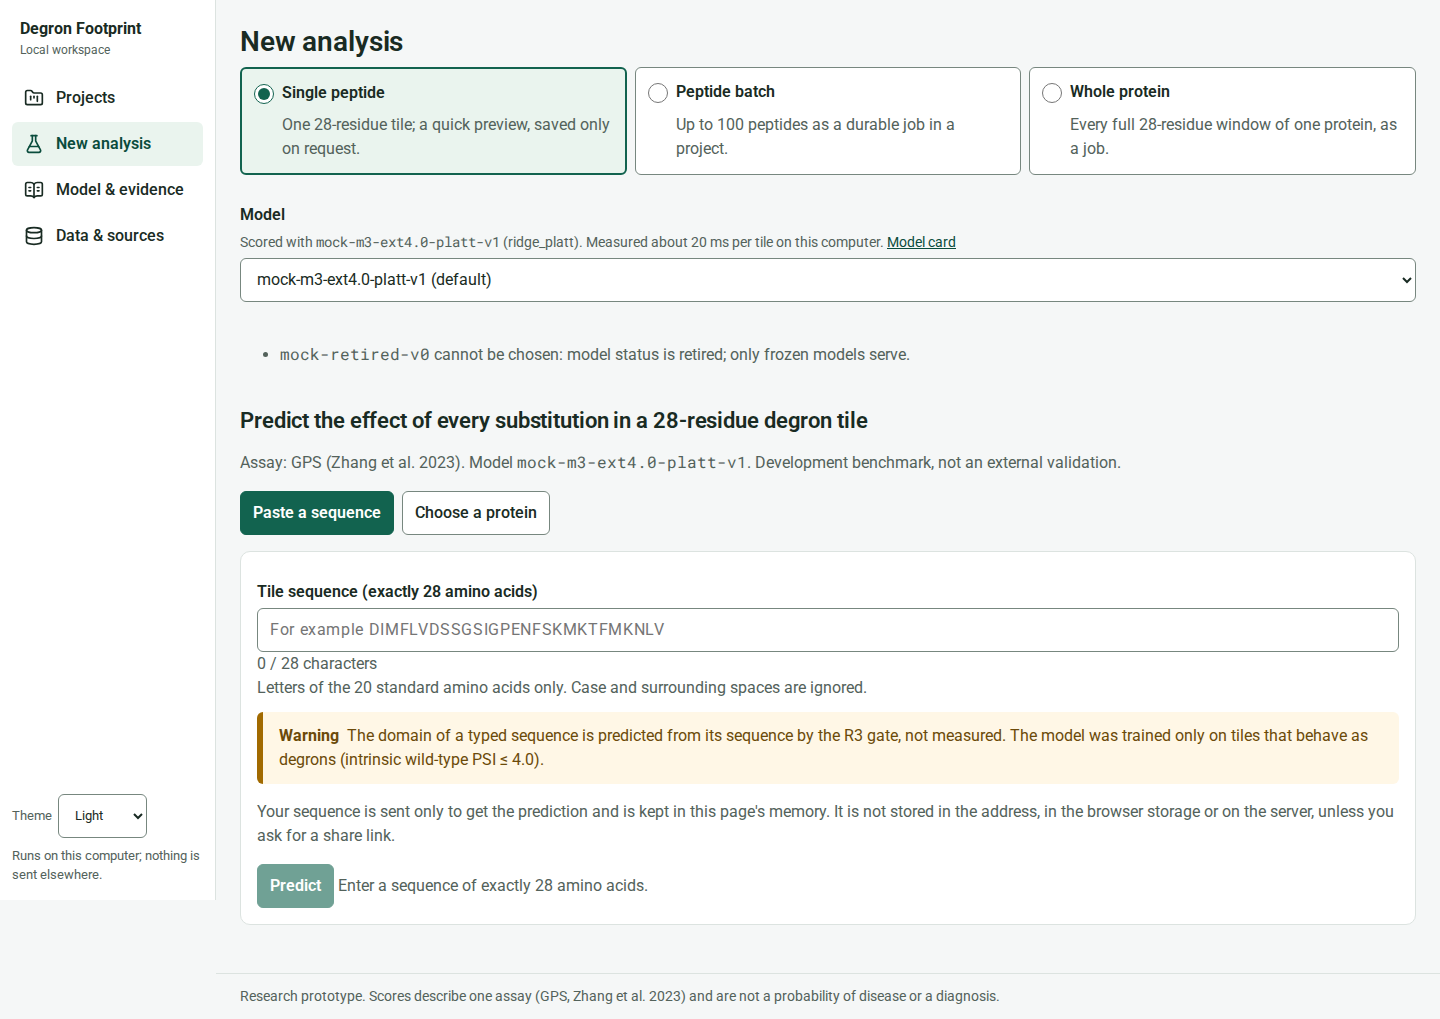 Degron Footprint
Local workspace
Projects
New analysis
Model & evidence
Data & sources
Theme
Light
Runs on this computer; nothing is
sent elsewhere.
New analysis
Single peptide
One 28-residue tile; a quick preview, saved only
on request.
Peptide batch
Up to 100 peptides as a durable job in a
project.
Whole protein
Every full 28-residue window of one protein, as
a job.
Model
Scored with mock-m3-ext4.0-platt-v1 (ridge_platt). Measured about 20 ms per tile on this computer. Model card
mock-m3-ext4.0-platt-v1 (default)
• mock-retired-v0 cannot be chosen: model status is retired; only frozen models serve.
Predict the effect of every substitution in a 28-residue degron tile
Assay: GPS (Zhang et al. 2023). Model mock-m3-ext4.0-platt-v1. Development benchmark, not an external validation.
Paste a sequence
Choose a protein
Tile sequence (exactly 28 amino acids)
For example DIMFLVDSSGSIGPENFSKMKTFMKNLV
0 / 28 characters
Letters of the 20 standard amino acids only. Case and surrounding spaces are ignored.
Warning The domain of a typed sequence is predicted from its sequence by the R3 gate, not measured. The model was trained only on tiles that behave as
degrons (intrinsic wild-type PSI ≤ 4.0).
Your sequence is sent only to get the prediction and is kept in this page's memory. It is not stored in the address, in the browser storage or on the server, unless you
ask for a share link.
Predict Enter a sequence of exactly 28 amino acids.
Research prototype. Scores describe one assay (GPS, Zhang et al. 2023) and are not a probability of disease or a diagnosis.